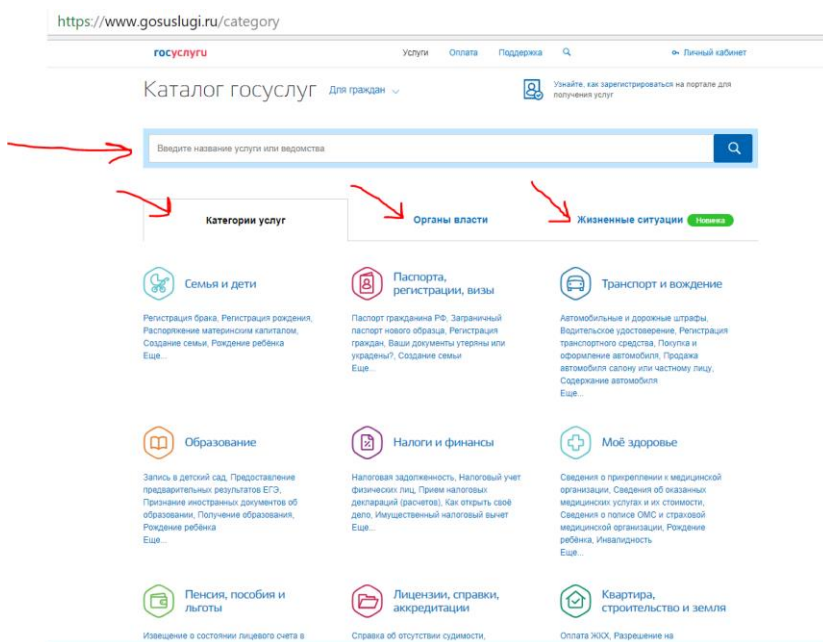 https://www.gosuslugi.ru/category
госуслуги Услуги Оплата Поддержка Личный кабинет
Каталог госуслуг Для граждан
Узнайте, как зарегистрироваться на портале для
получения услуг
Введите название услуги или ведомства
Категории услуг Органы власти Жизненные ситуации Новинка
Семья и дети
Регистрация брака, Регистрация рождения,
Распоряжение материнским капиталом,
Создание семьи, Рождение ребёнка
Еще...
Паспорта,
регистрации, визы
Паспорт гражданина РФ, Заграничный
паспорт нового образца, Регистрация
граждан, Ваши документы утеряны или
украдены?, Создание семьи
Еще...
Транспорт и вождение
Автомобильные и дорожные штрафы,
Водительское удостоверение, Регистрация
транспортного средства, Покупка и
оформление автомобиля, Продажа
автомобиля салону или частному лицу,
Содержание автомобиля
Еще...
Образование
Запись в детский сад, Предоставление
предварительных результатов ЕГЭ,
Признание иностранных документов об
образовании, Получение образования,
Рождение ребёнка
Еще...
Налоги и финансы
Налоговая задолженность, Налоговый учет
физических лиц, Прием налоговых
деклараций (расчетов), Как открыть своё
дело, Имущественный налоговый вычет
Еще...
Моё здоровье
Сведения о прикреплении к медицинской
организации, Сведения об оказанных
медицинских услугах и их стоимости,
Сведения о полисе ОМС и страховой
медицинской организации, Рождение
ребёнка, Инвалидность
Еще...
Пенсия, пособия и
льготы
Извещение о состоянии лицевого счета в
Лицензии, справки,
аккредитации
Справка об отсутствии судимости,
Квартира,
строительство и земля
Оплата ЖКХ, Разрешение на